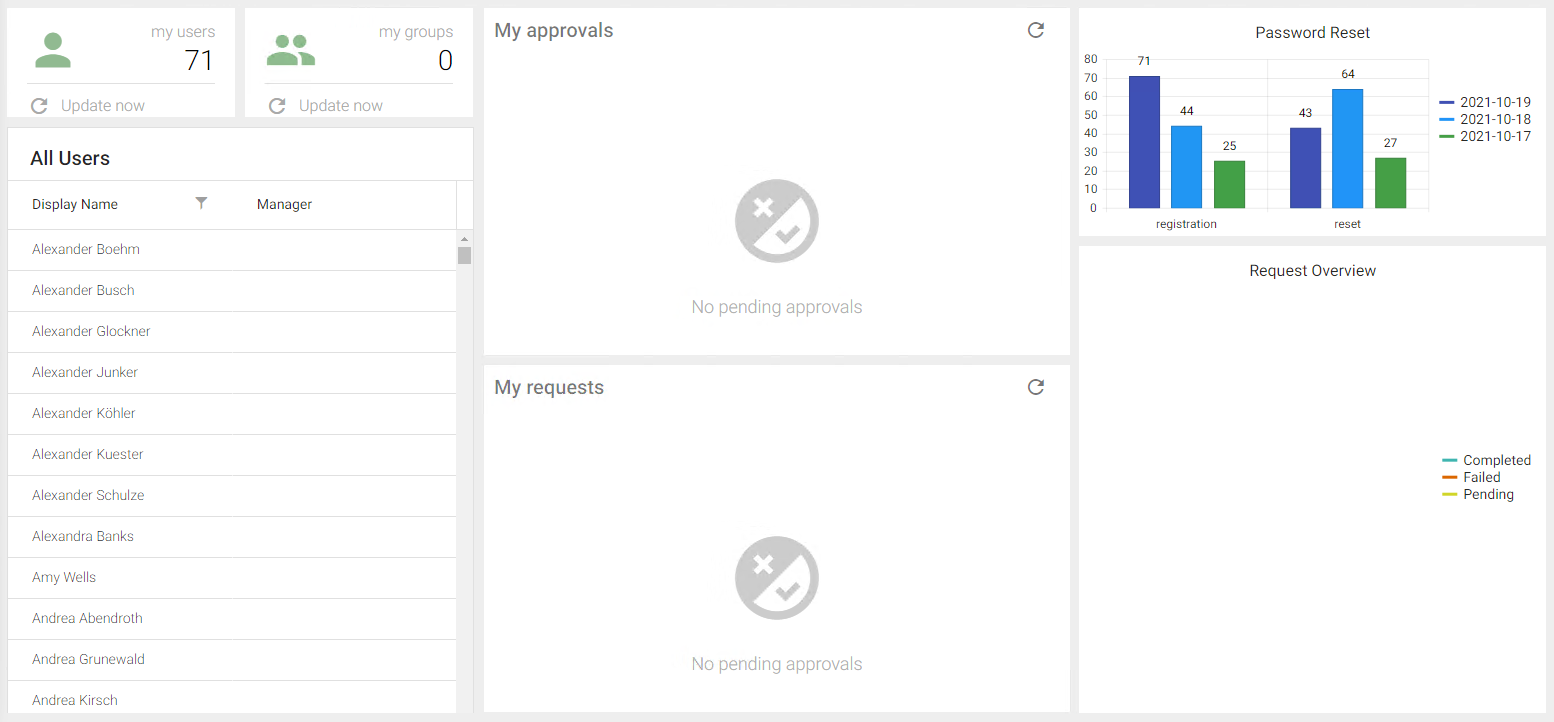 my users
71
Update now
my groups
0
Update now
All Users
Display Name
Manager
Alexander Boehm
Alexander Busch
Alexander Glockner
Alexander Junker
Alexander Köhler
Alexander Kuester
Alexander Schulze
Alexandra Banks
Amy Wells
Andrea Abendroth
Andrea Grunewald
Andrea Kirsch
My approvals
No pending approvals
My requests
No pending approvals
Password Reset
80
70
60
50
40
30
20
10
0
71
44
25
43
64
27
registration
reset
2021-10-19
2021-10-18
2021-10-17
Request Overview
Completed
Failed
Pending